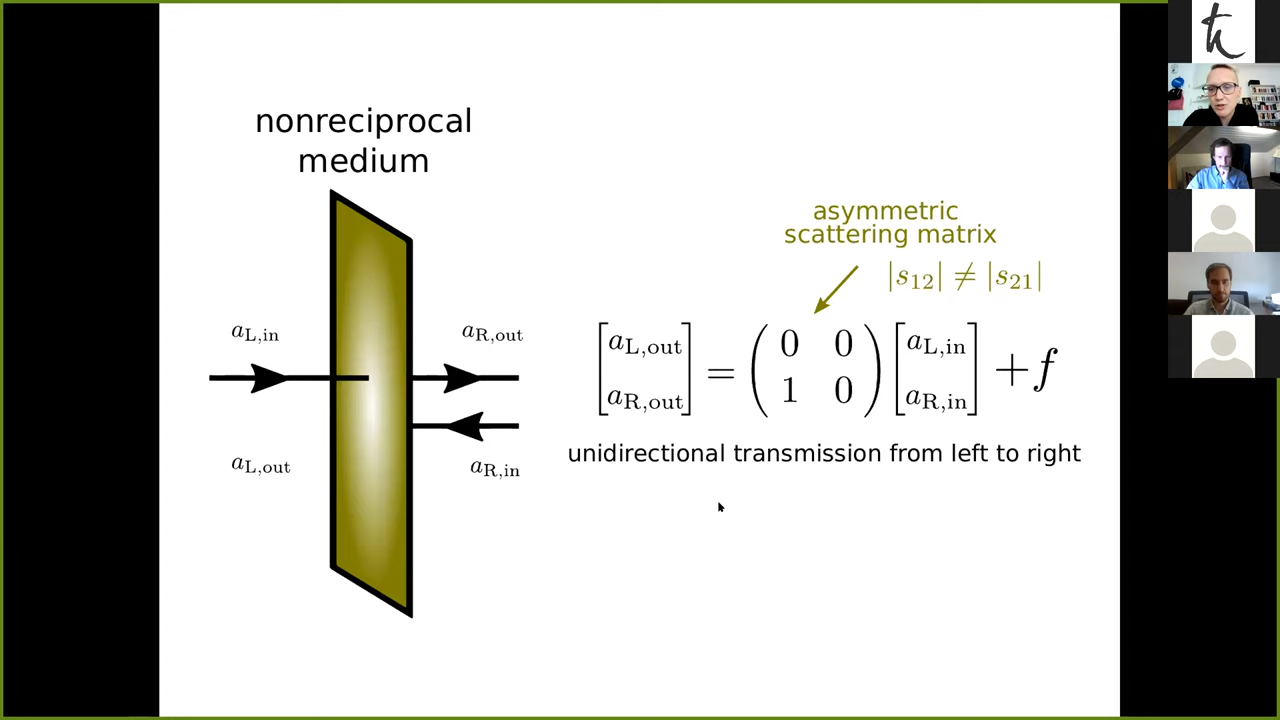 nonreciprocal
medium
asymmetric
scattering matrix
|s₁₂| ≠ |s₂₁|
a_L,in
a_R,out
a_L,out
a_R,in
[a_L,out a_R,out] = (0 0 1 0) [a_L,in a_R,in] + f
unidirectional transmission from left to right